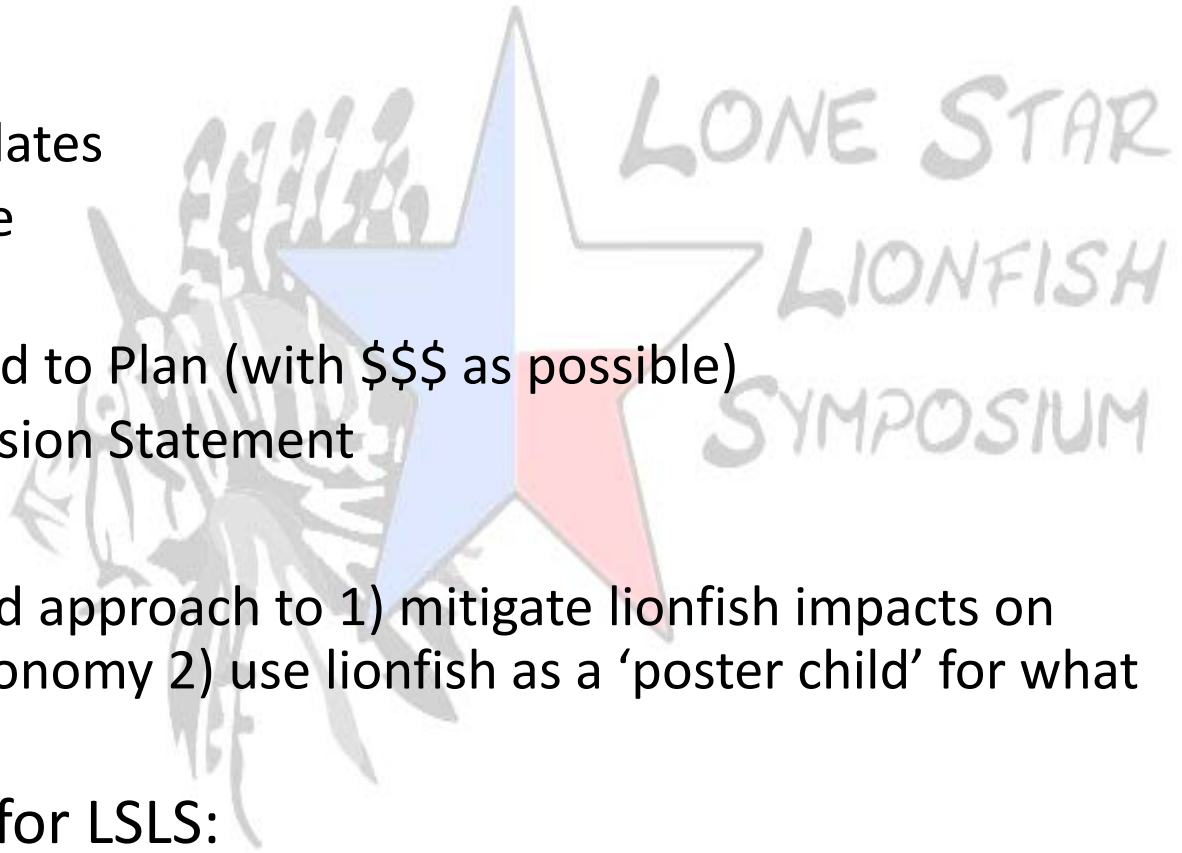 LONE STAR
LIONFISH
SYMPOSIUM
lates
e
d to Plan (with $$$ as possible)
sion Statement
d approach to 1) mitigate lionfish impacts on
onomy 2) use lionfish as a ‘poster child’ for what
for LSLS: